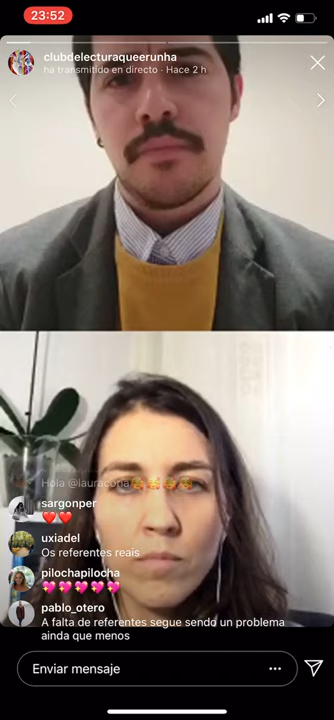 23:52
clubdelecturaqueerunha
ha transmitido en directo · Hace 2 h
Hola @lauracona
sargonper
uxiadel
Os referentes reais
pilochapilocha
pablo_otero
A falta de referentes segue sendo un problema
ainda que menos
Enviar mensaje